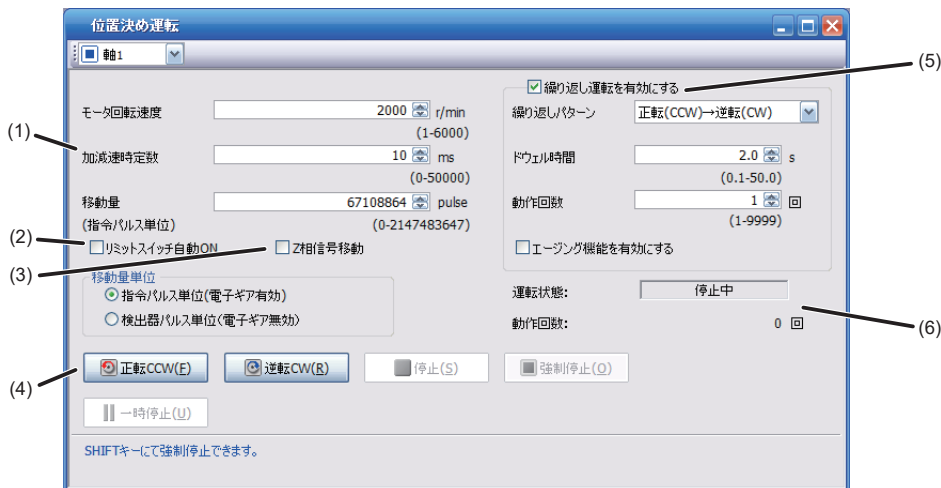 位置決め運転
軸1
(1)
モータ回転速度 2000 r/min
(1-6000)
加減速時定数 10 ms
(0-50000)
移動量 67108864 pulse
(指令パルス単位) (0-2147483647)
(2)
リミットスイッチ自動ON
(3)
Z相信号移動
移動量単位
指令パルス単位(電子ギア有効)
検出器パルス単位(電子ギア無効)
(4)
正転CCW(F) 逆転CW(R) 停止(S) 強制停止(O)
一時停止(U)
SHIFTキーにて強制停止できます。
(5)
繰り返し運転を有効にする
繰り返しパターン 正転(CCW)→逆転(CW)
ドウェル時間 2.0 s
(0.1-50.0)
動作回数 1 回
(1-9999)
エージング機能を有効にする
運転状態: 停止中
(6)
動作回数: 0 回